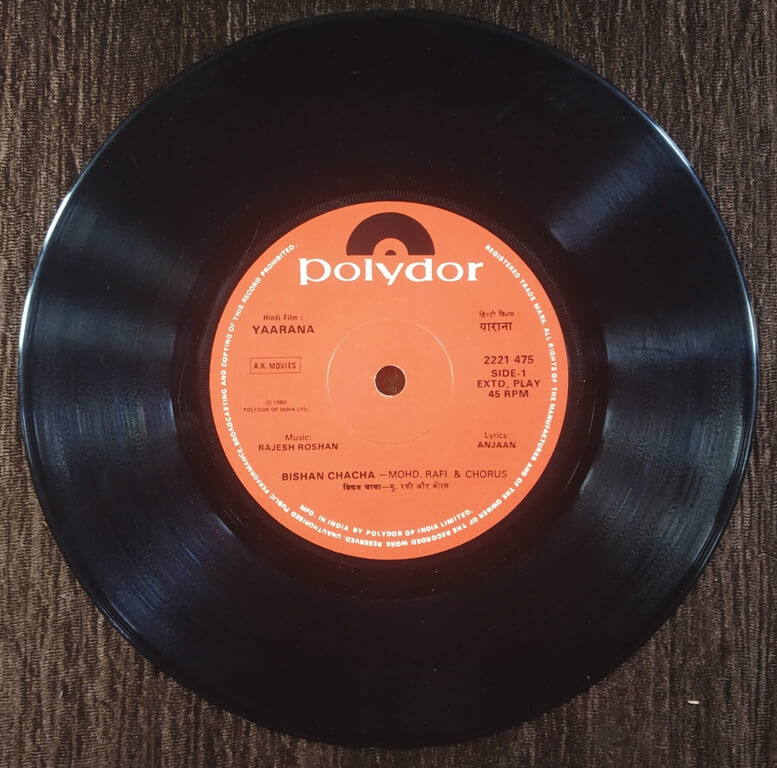 polydor
Hindi Film :
YAARANA
हिन्दी फ़िल्म :
याराना
A.K. MOVIES
2221 475
SIDE-1
EXTD. PLAY
45 RPM
℗ 1980
POLYDOR OF INDIA LTD.
Music:
RAJESH ROSHAN
Lyrics:
ANJAAN
BISHAN CHACHA —MOHD. RAFI & CHORUS
बिशन चाचा—मु. रफी और कोरस
REGISTERED TRADE MARK. ALL RIGHTS OF THE MANUFACTURER AND OF THE OWNER OF THE RECORDED WORK RESERVED. UNAUTHORISED PUBLIC PERFORMANCE, BROADCASTING AND COPYING OF THIS RECORD PROHIBITED.
MFD. IN INDIA BY POLYDOR OF INDIA LIMITED.